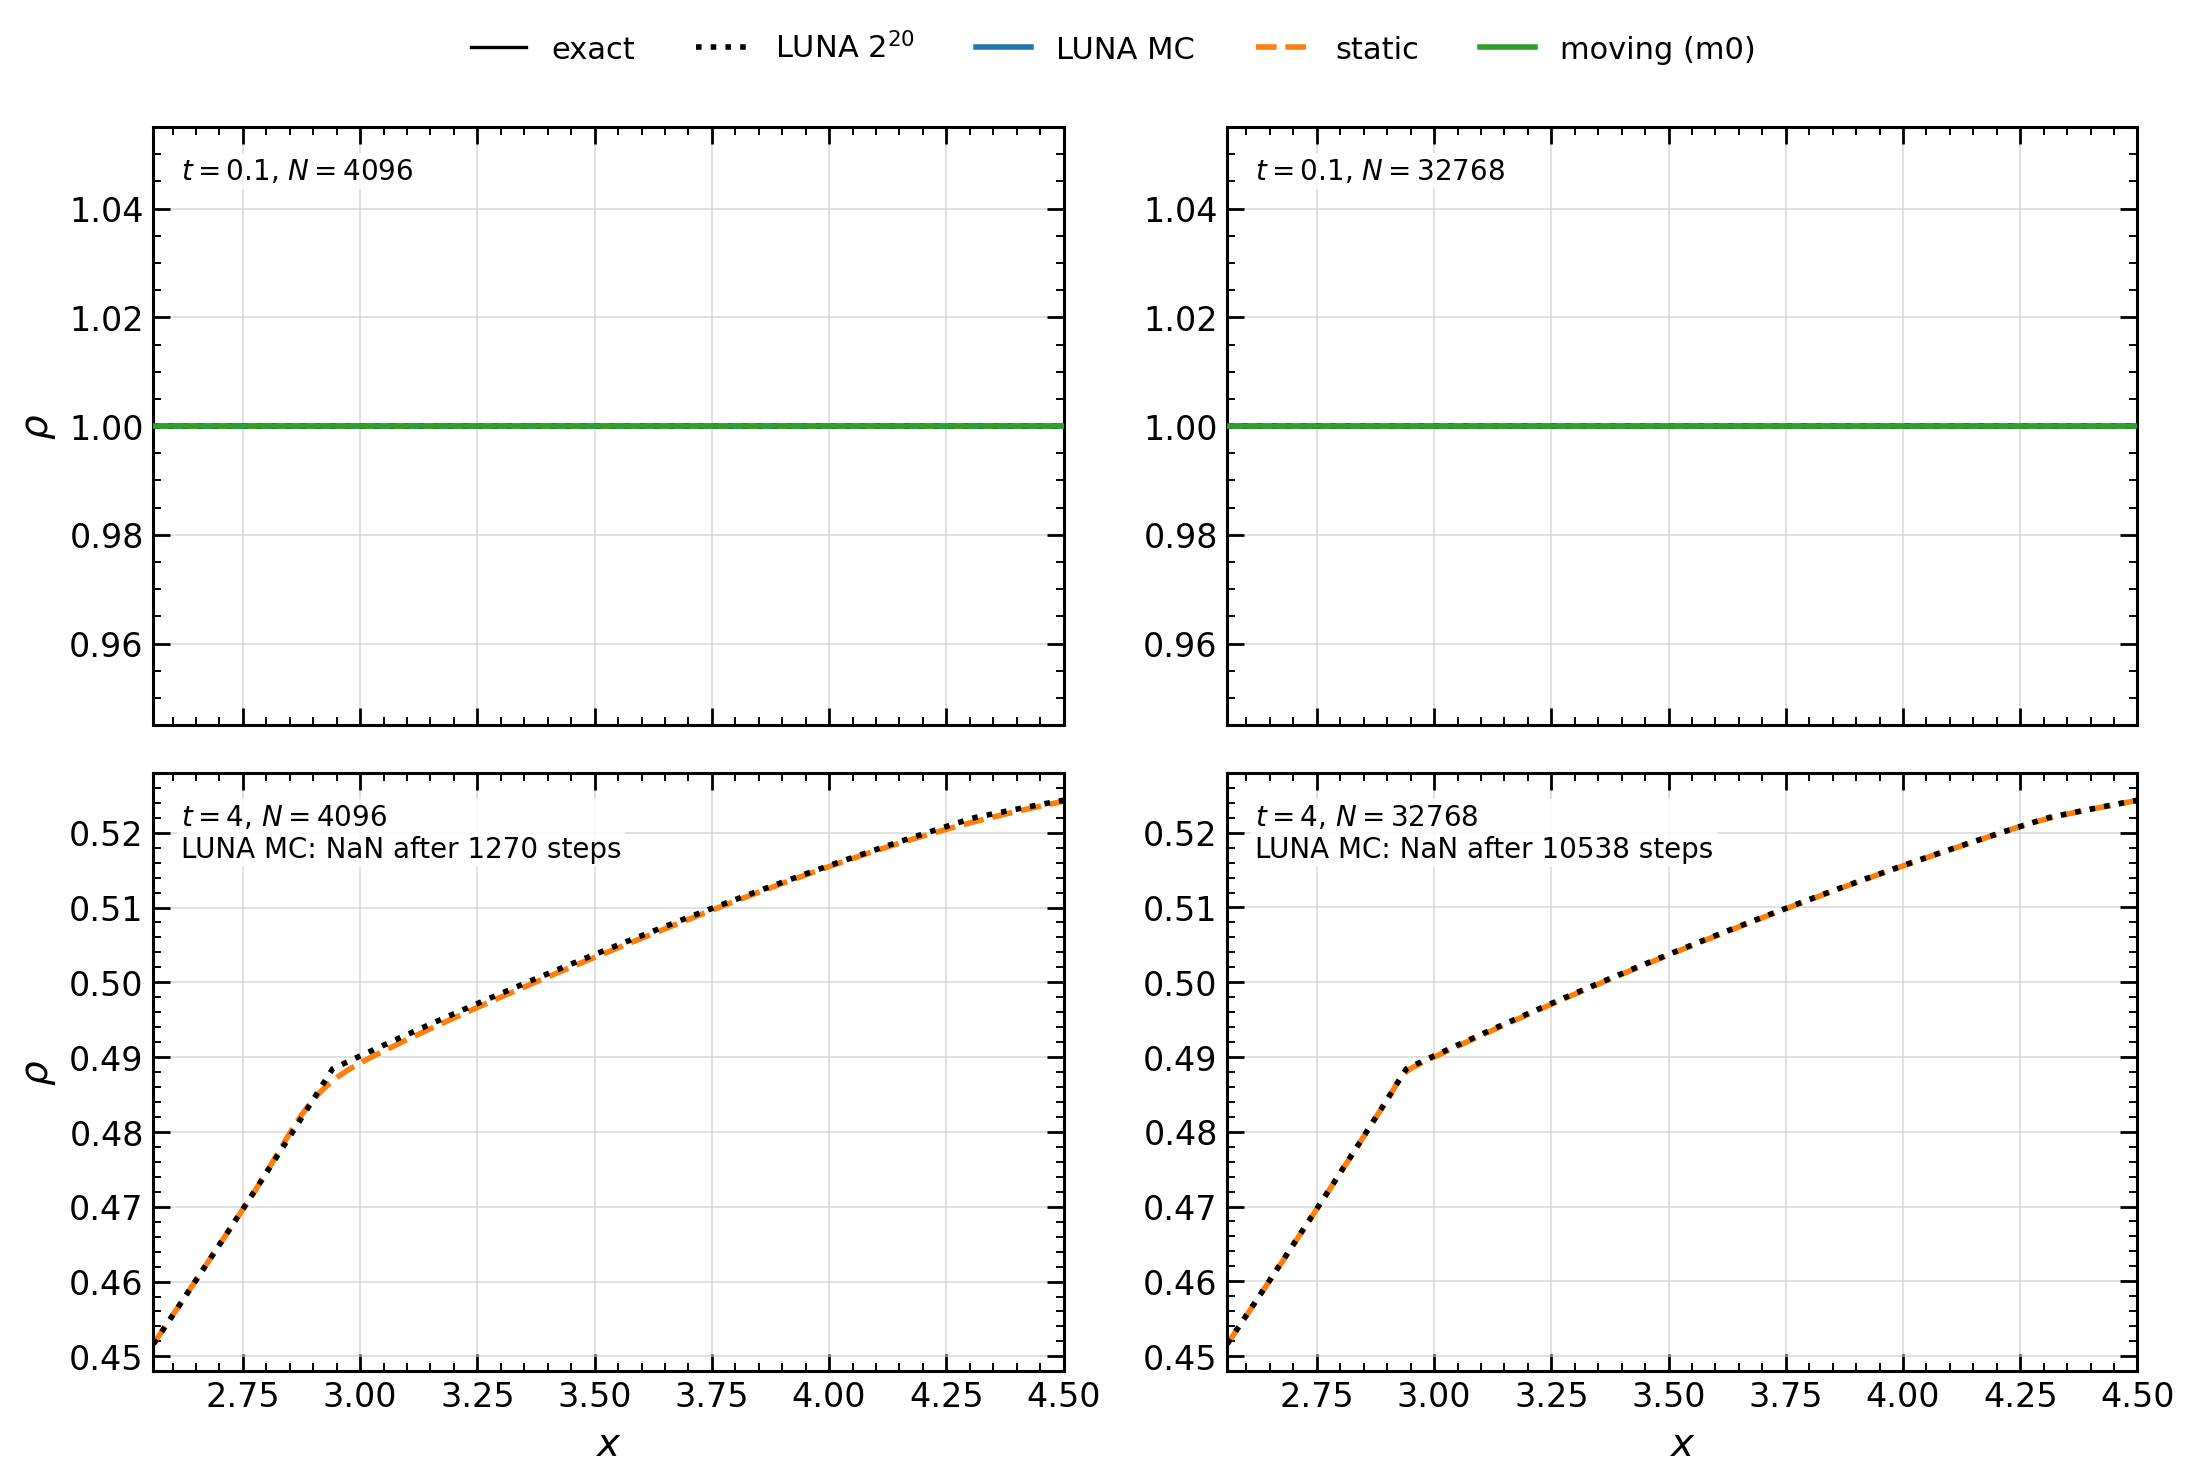 exact LUNA 2²⁰ LUNA MC static moving (m0)
t = 0.1, N = 4096
1.04
1.02
1.00
0.98
0.96
ρ
t = 0.1, N = 32768
1.04
1.02
1.00
0.98
0.96
t = 4, N = 4096
LUNA MC: NaN after 1270 steps
0.52
0.51
0.50
0.49
0.48
0.47
0.46
0.45
ρ
2.75 3.00 3.25 3.50 3.75 4.00 4.25 4.50
x
t = 4, N = 32768
LUNA MC: NaN after 10538 steps
0.52
0.51
0.50
0.49
0.48
0.47
0.46
0.45
2.75 3.00 3.25 3.50 3.75 4.00 4.25 4.50
x